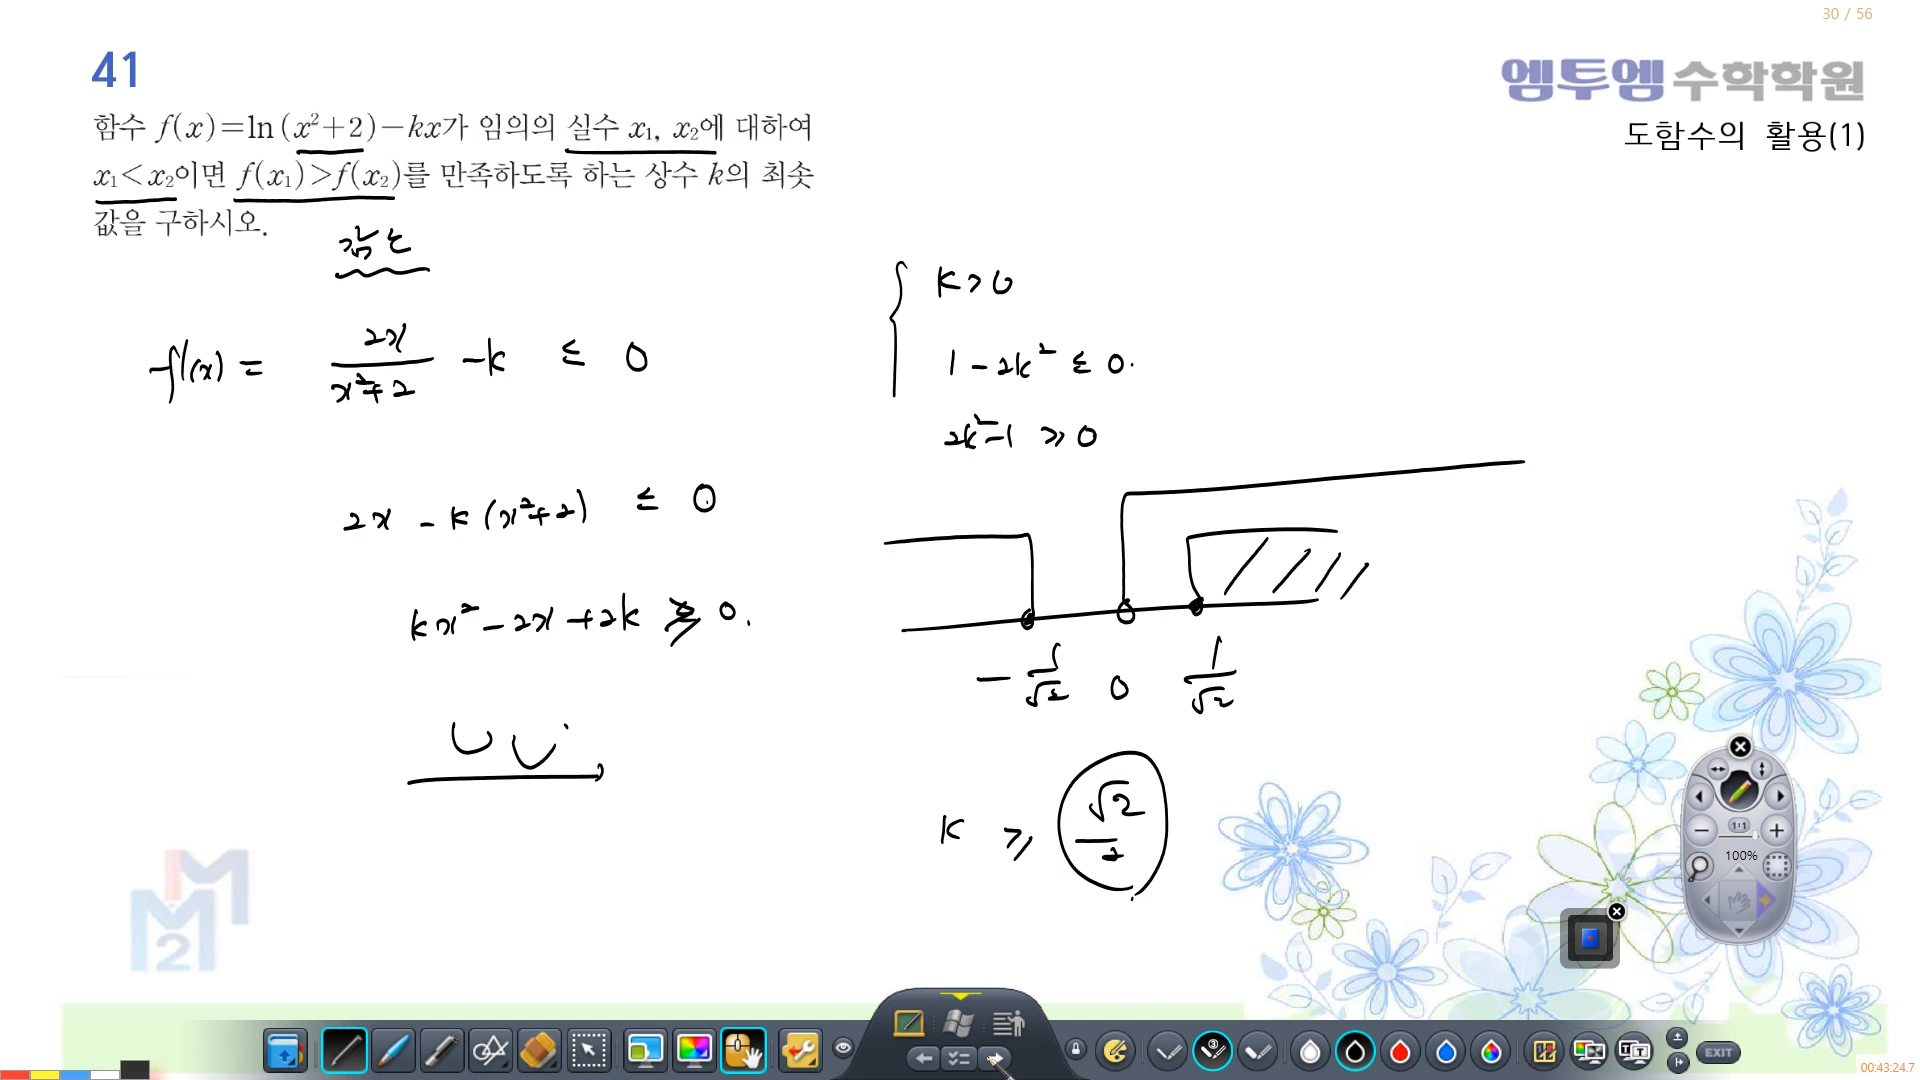 30 / 56
41
엠투엠수학학원
도함수의 활용(1)
함수 f(x)=ln(x²+2)−kx가 임의의 실수 x₁, x₂에 대하여
x₁<x₂이면 f(x₁)>f(x₂)를 만족하도록 하는 상수 k의 최솟
값을 구하시오.
f'(x) = 2x/(x²+2) −k ≤ 0
2x − k(x²+2) ≤ 0
kx² − 2x + 2k ≥ 0.
k > 0
1 − 2k² ≤ 0.
2k² − 1 ≥ 0
− 1/√2 0 1/√2
k ≥ √2/2
M2M
100%
1:1
EXIT
00:43:24.7